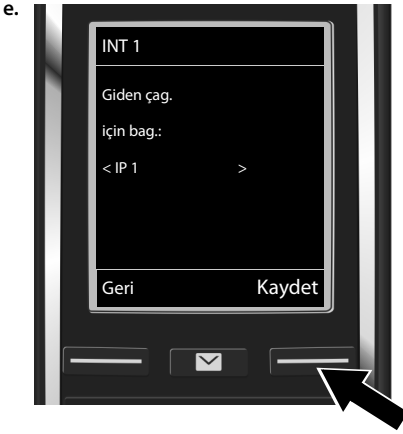 e.
INT 1
Giden çag.
için bag.:
< IP 1 >
Geri Kaydet